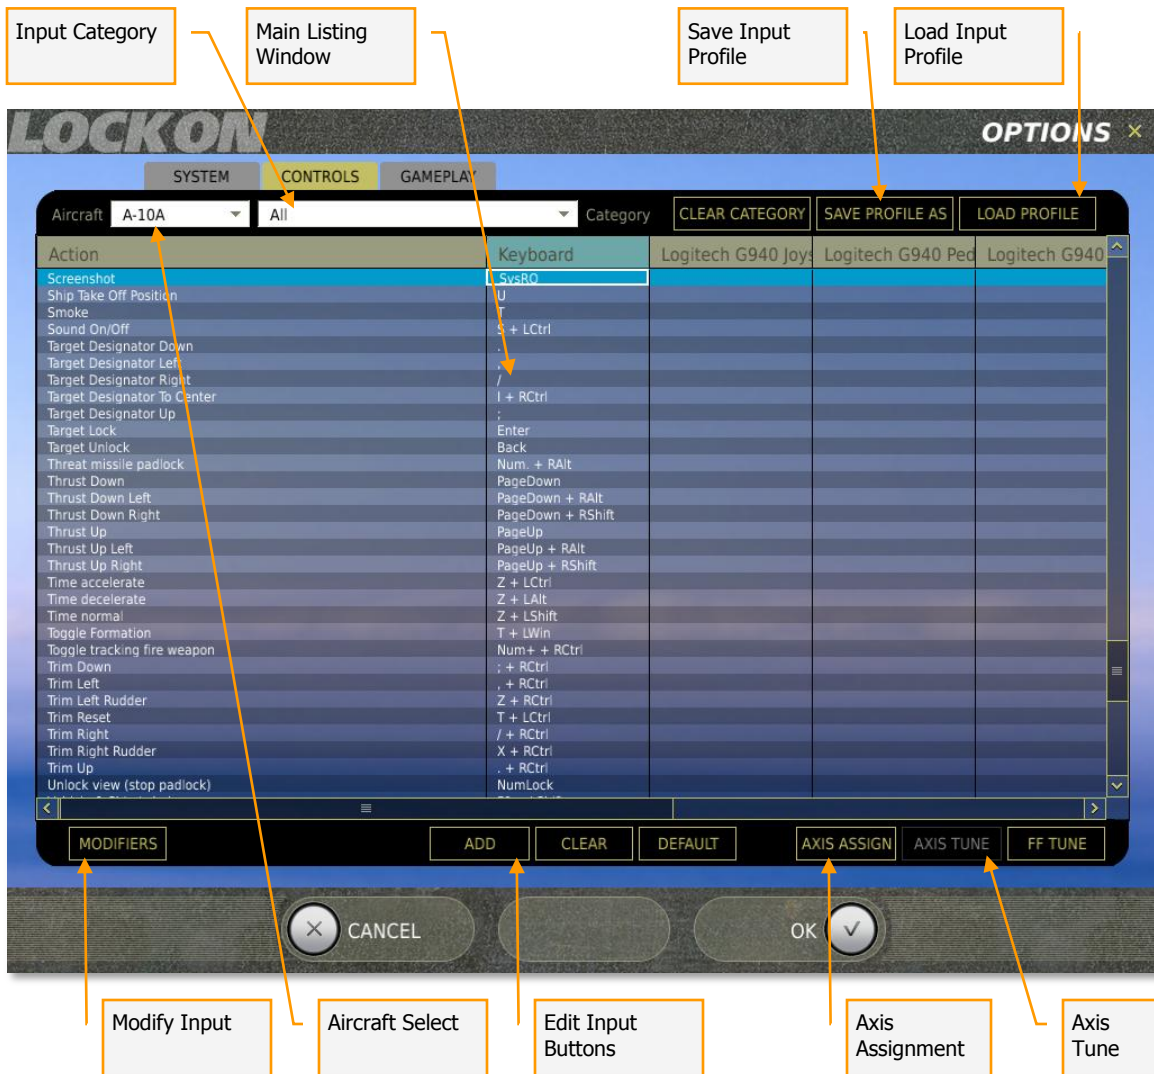 Input Category
Main Listing
Window
Save Input
Profile
Load Input
Profile
LOCK ON
OPTIONS ×
SYSTEM CONTROLS GAMEPLAY
Aircraft A-10A All Category CLEAR CATEGORY SAVE PROFILE AS LOAD PROFILE
Action Keyboard Logitech G940 Joys Logitech G940 Ped Logitech G940
Screenshot SysRQ
Ship Take Off Position U
Smoke T
Sound On/Off S + LCtrl
Target Designator Down .
Target Designator Left ,
Target Designator Right /
Target Designator To Center I + RCtrl
Target Designator Up ;
Target Lock Enter
Target Unlock Back
Threat missile padlock Num. + RAlt
Thrust Down PageDown
Thrust Down Left PageDown + RAlt
Thrust Down Right PageDown + RShift
Thrust Up PageUp
Thrust Up Left PageUp + RAlt
Thrust Up Right PageUp + RShift
Time accelerate Z + LCtrl
Time decelerate Z + LAlt
Time normal Z + LShift
Toggle Formation T + LWin
Toggle tracking fire weapon Num+ + RCtrl
Trim Down ; + RCtrl
Trim Left , + RCtrl
Trim Left Rudder Z + RCtrl
Trim Reset T + LCtrl
Trim Right / + RCtrl
Trim Right Rudder X + RCtrl
Trim Up . + RCtrl
Unlock view (stop padlock) NumLock
MODIFIERS ADD CLEAR DEFAULT AXIS ASSIGN AXIS TUNE FF TUNE
CANCEL OK
Modify Input
Aircraft Select
Edit Input
Buttons
Axis
Assignment
Axis
Tune